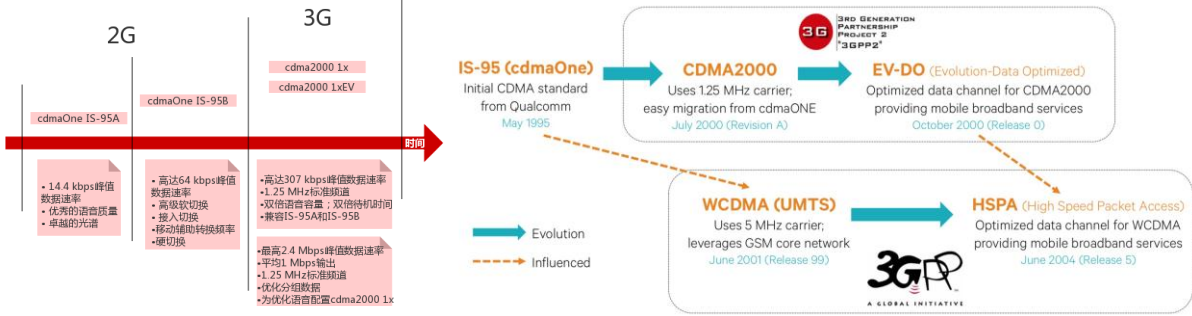 2G
3G
cdma2000 1x
cdma2000 1xEV
cdmaOne IS-95B
cdmaOne IS-95A
时间
• 14.4 kbps峰值
数据速率
• 优秀的语音质量
• 卓越的光谱
• 高达64 kbps峰值
数据速率
• 高级软切换
• 接入切换
• 移动辅助转换频率
• 硬切换
• 高达307 kbps峰值数据速率
• 1.25 MHz标准频道
• 双倍语音容量；双倍待机时间
• 兼容IS-95A和IS-95B
• 最高2.4 Mbps峰值数据速率
• 平均1 Mbps输出
• 1.25 MHz标准频道
• 优化分组数据
• 为优化语音配置cdma2000 1x
3G
3RD GENERATION
PARTNERSHIP
PROJECT 2
"3GPP2"
IS-95 (cdmaOne)
Initial CDMA standard
from Qualcomm
May 1995
CDMA2000
Uses 1.25 MHz carrier;
easy migration from cdmaONE
July 2000 (Revision A)
EV-DO (Evolution-Data Optimized)
Optimized data channel for CDMA2000
providing mobile broadband services
October 2000 (Release 0)
WCDMA (UMTS)
Uses 5 MHz carrier;
leverages GSM core network
June 2001 (Release 99)
HSPA (High Speed Packet Access)
Optimized data channel for WCDMA
providing mobile broadband services
June 2004 (Release 5)
Evolution
Influenced
3GPP
A GLOBAL INITIATIVE